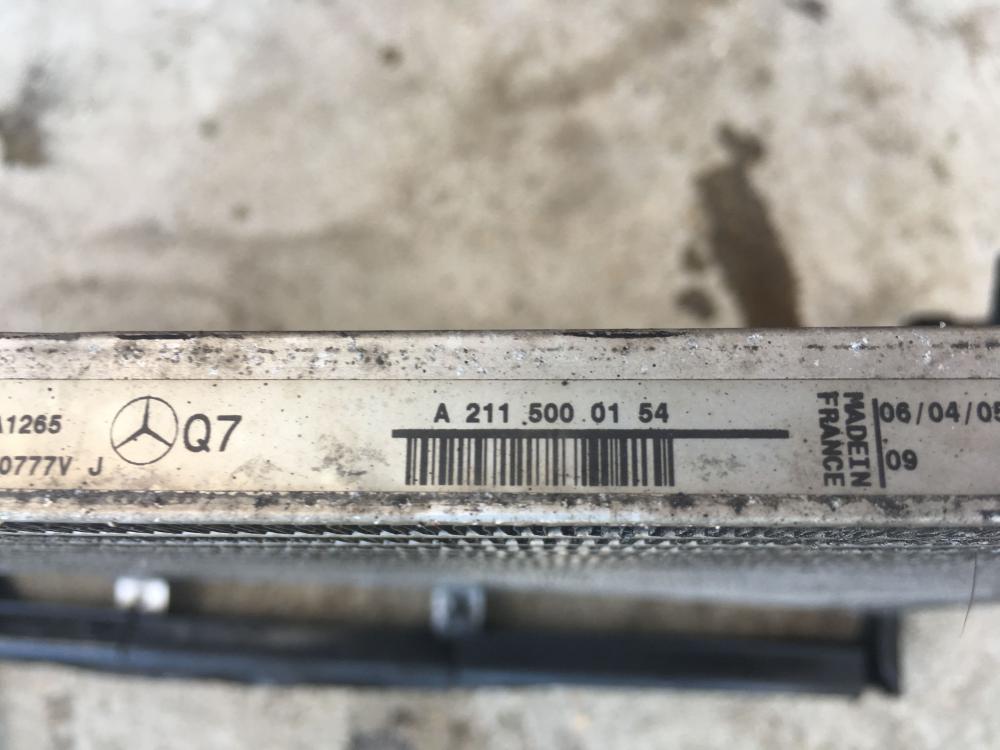 A1265
0777V J
Q7
A 211 500 01 54
MADE IN
FRANCE
06/04/05
09